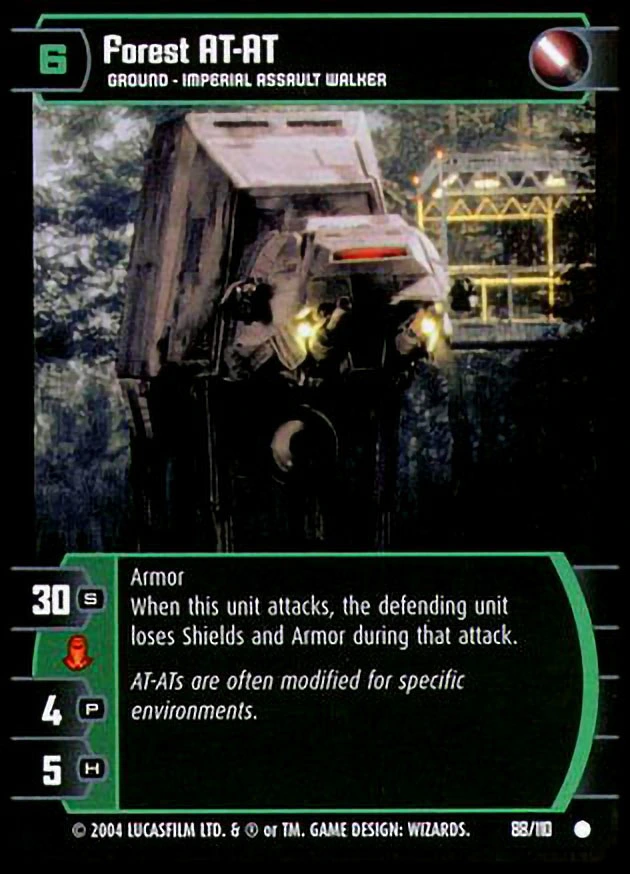 6
Forest AT-AT
GROUND - IMPERIAL ASSAULT WALKER
30 S
4 P
5 H
Armor
When this unit attacks, the defending unit
loses Shields and Armor during that attack.
AT-ATs are often modified for specific
environments.
© 2004 LUCASFILM LTD. & ® or TM. GAME DESIGN: WIZARDS. 88/110